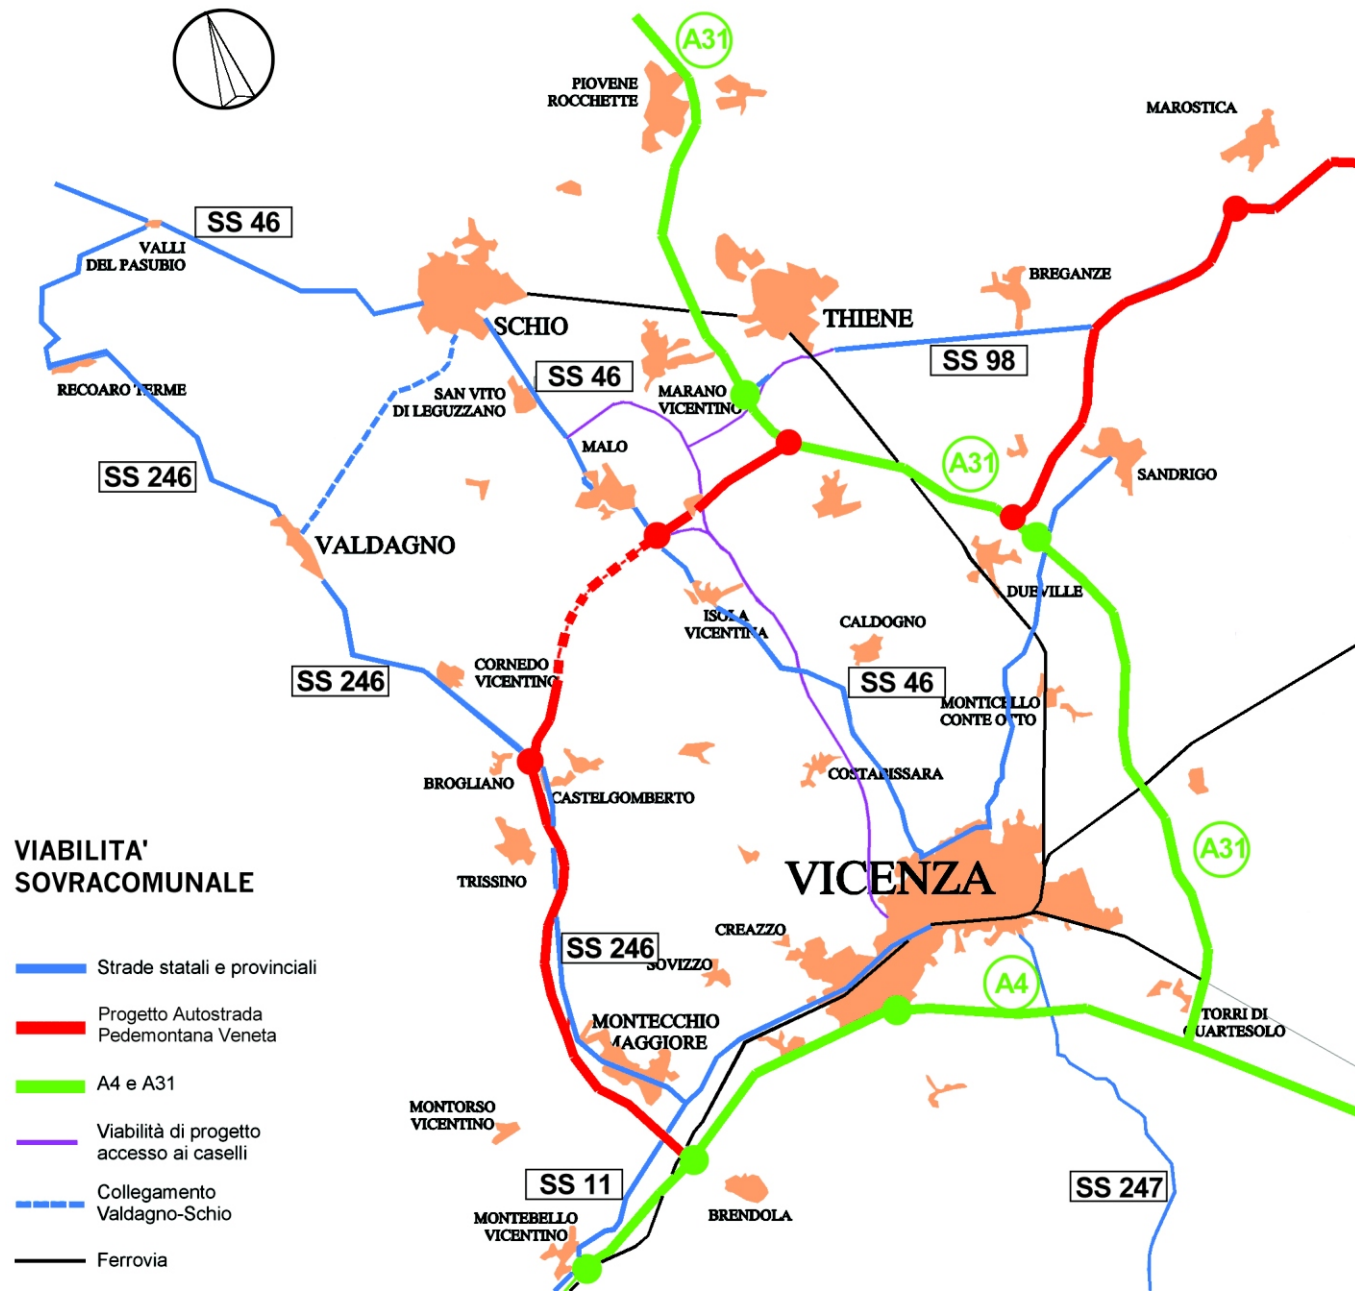 A31
PIOVENE
ROCCHETTE
MAROSTICA
SS 46
VALLI
DEL PASUBIO
BREGANZE
SCHIO
THIENE
SS 98
SS 46
RECOARO TERME
SAN VITO
DI LEGUZZANO
MARANO
VICENTINO
MALO
A31
SANDRIGO
SS 246
VALDAGNO
DUEVILLE
ISOLA
VICENTINA
CALDOGNO
CORNEDO
VICENTINO
SS 246
SS 46
MONTICELLO
CONTE OTTO
BROGLIANO
CASTELGOMBERTO
COSTABISSARA
VIABILITA'
SOVRACOMUNALE
TRISSINO
VICENZA
A31
CREAZZO
SS 246
SOVIZZO
A4
MONTECCHIO
MAGGIORE
TORRI DI
QUARTESOLO
MONTORSO
VICENTINO
SS 11
SS 247
BRENDOLA
MONTEBELLO
VICENTINO
Strade statali e provinciali
Progetto Autostrada
Pedemontana Veneta
A4 e A31
Viabilità di progetto
accesso ai caselli
Collegamento
Valdagno-Schio
Ferrovia